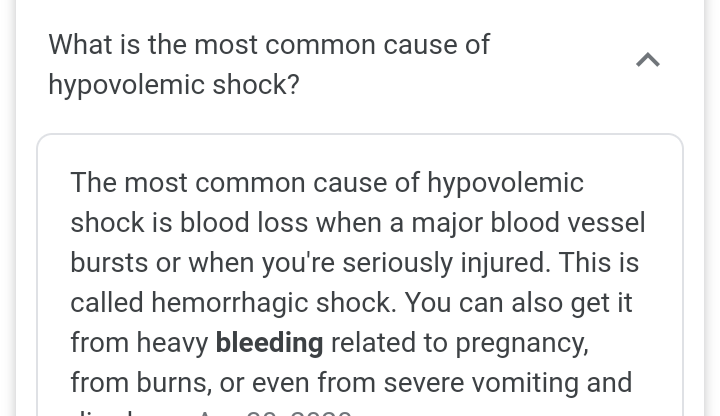 What is the most common cause of
hypovolemic shock?
The most common cause of hypovolemic
shock is blood loss when a major blood vessel
bursts or when you're seriously injured. This is
called hemorrhagic shock. You can also get it
from heavy bleeding related to pregnancy,
from burns, or even from severe vomiting and